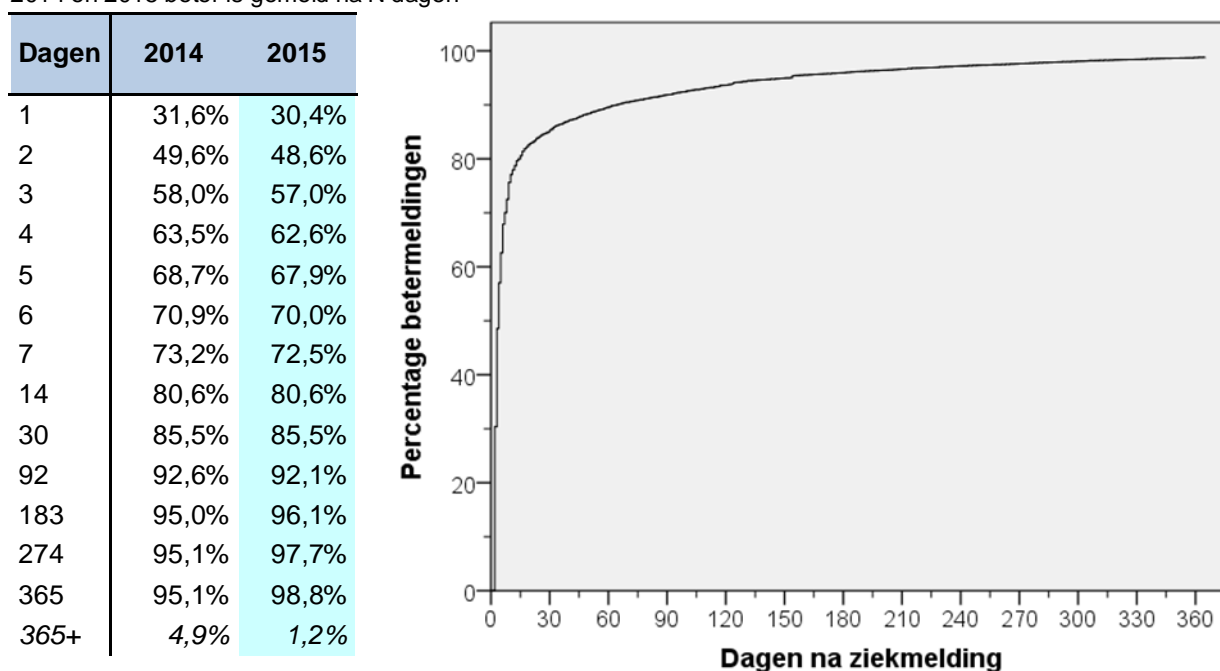 Dagen 2014 2015
1 31,6% 30,4%
2 49,6% 48,6%
3 58,0% 57,0%
4 63,5% 62,6%
5 68,7% 67,9%
6 70,9% 70,0%
7 73,2% 72,5%
14 80,6% 80,6%
30 85,5% 85,5%
92 92,6% 92,1%
183 95,0% 96,1%
274 95,1% 97,7%
365 95,1% 98,8%
365+ 4,9% 1,2%
Percentage betermeldingen
100
80
60
40
20
0
0 30 60 90 120 150 180 210 240 270 300 330 360
Dagen na ziekmelding